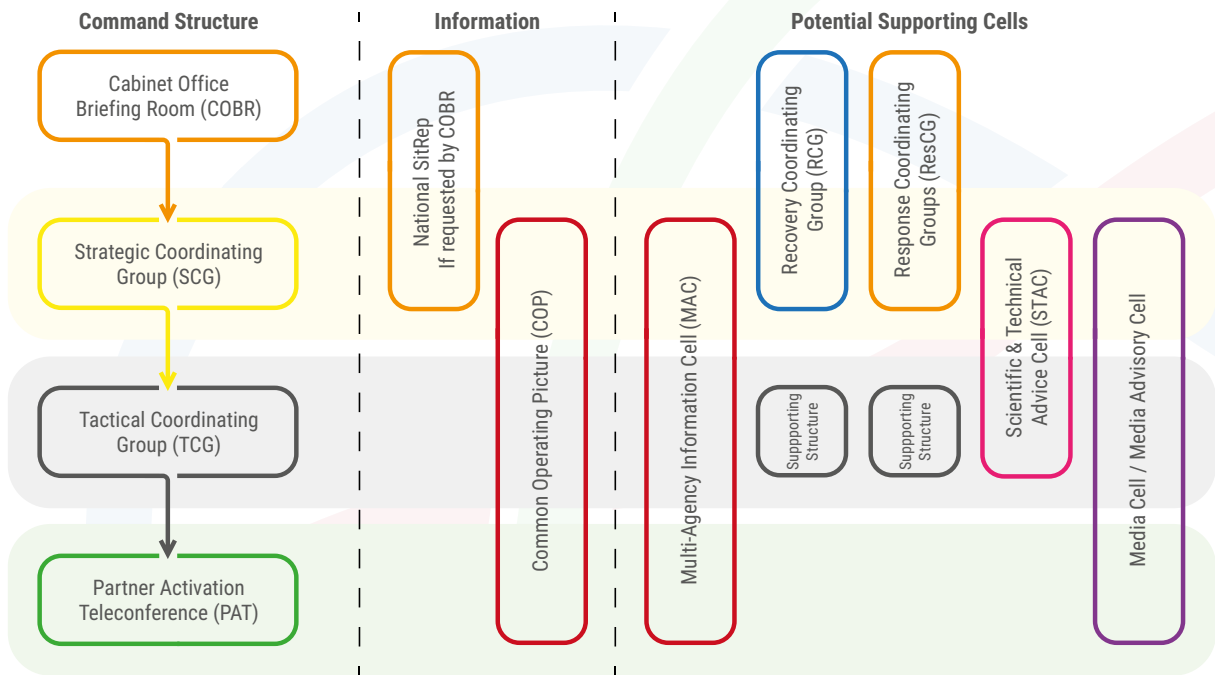 Command Structure
Information
Potential Supporting Cells
Cabinet Office
Briefing Room (COBR)
Strategic Coordinating
Group (SCG)
Tactical Coordinating
Group (TCG)
Partner Activation
Teleconference (PAT)
National SitRep
If requested by COBR
Common Operating Picture (COP)
Multi-Agency Information Cell (MAC)
Recovery Coordinating
Group (RCG)
Suppporting
Structure
Response Coordinating
Groups (ResCG)
Suppporting
Structure
Scientific & Technical
Advice Cell (STAC)
Media Cell / Media Advisory Cell